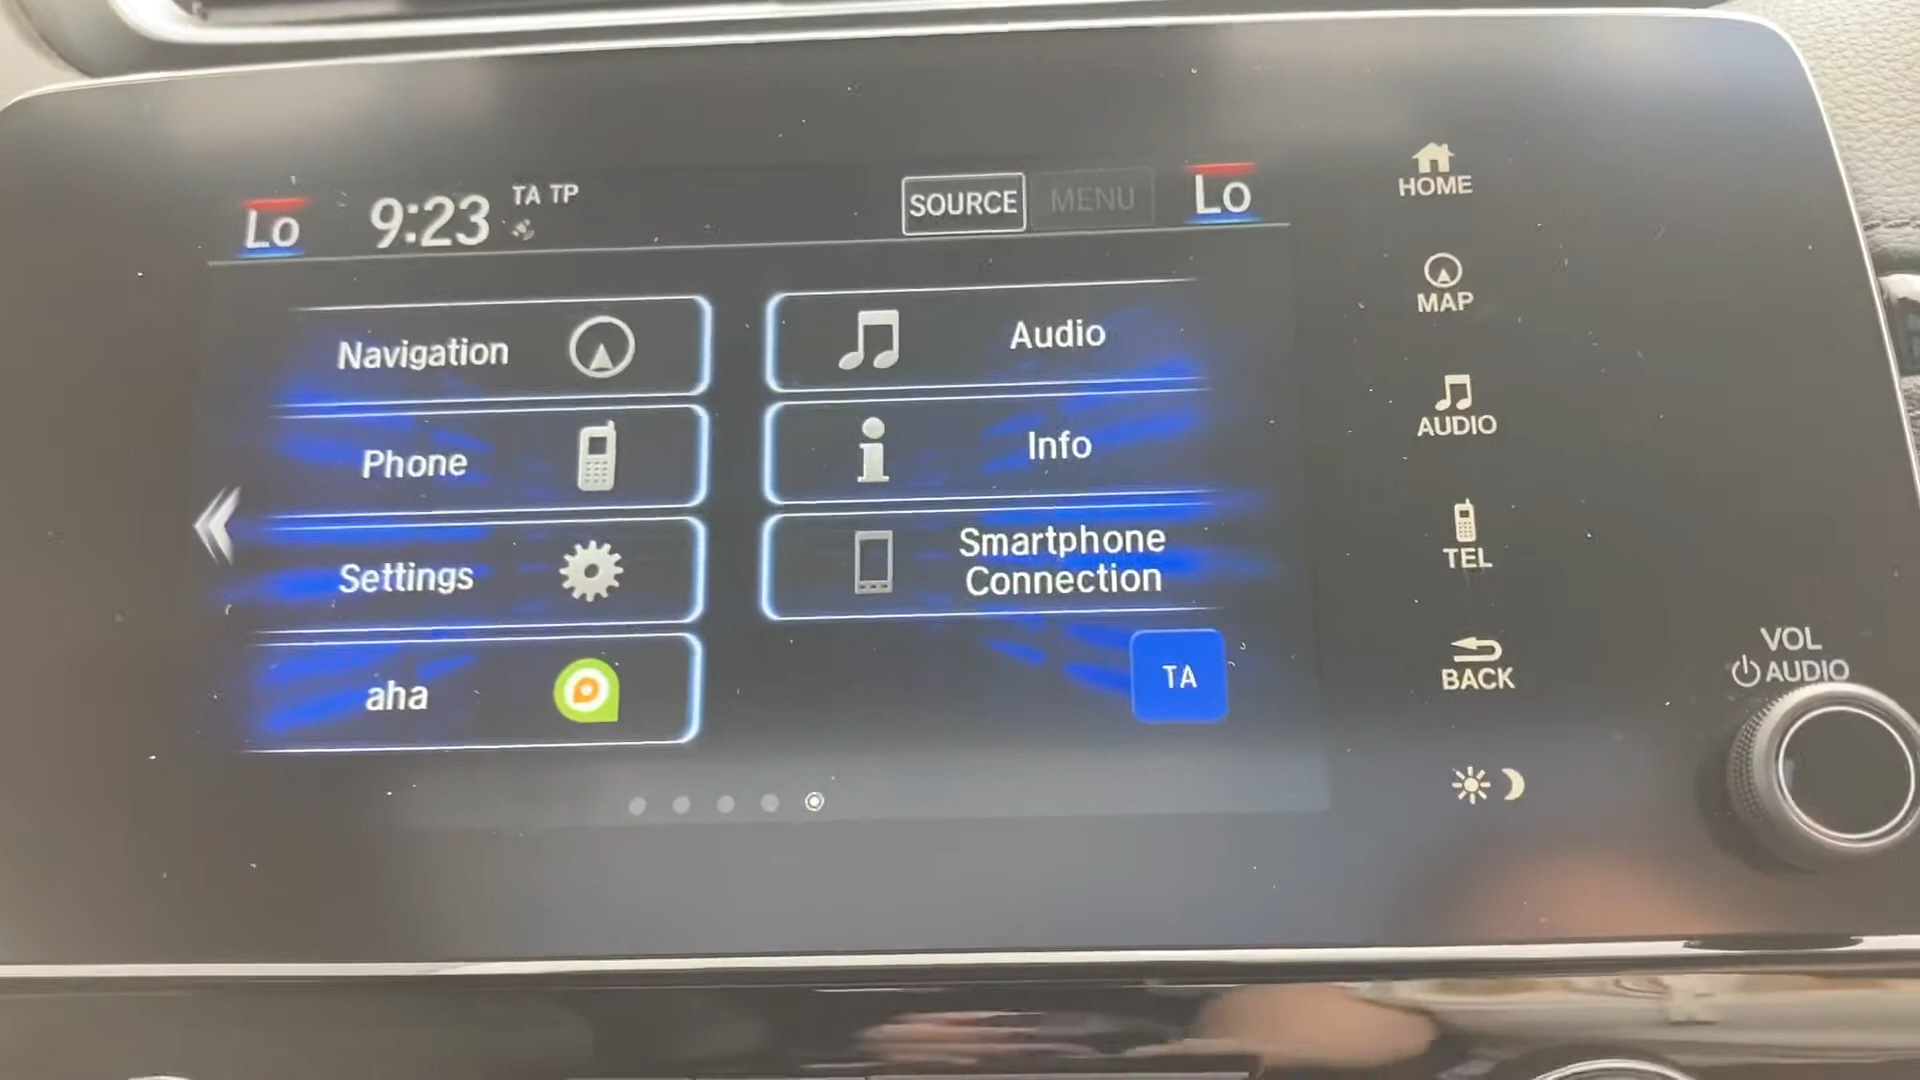 Lo
9:23
TA TP
SOURCE
MENU
Lo
Navigation
Audio
Phone
Info
Settings
Smartphone
Connection
aha
TA
HOME
MAP
AUDIO
TEL
BACK
VOL
AUDIO